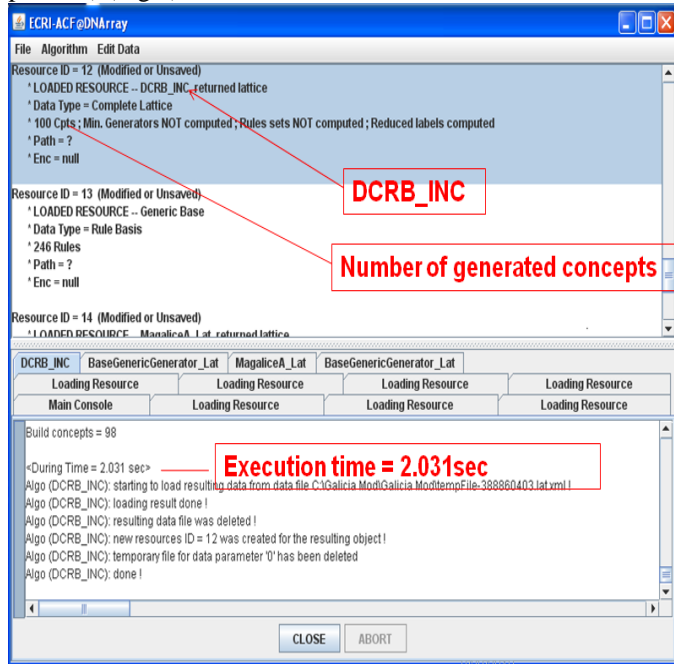 ECRI-ACF@DNArray
File Algorithm Edit Data
Resource ID = 12 (Modified or Unsaved)
* LOADED RESOURCE -- DCRB_INC returned lattice
* Data Type = Complete Lattice
* 100 Cpts ; Min. Generators NOT computed ; Rules sets NOT computed ; Reduced labels computed
* Path = ?
* Enc = null
DCRB_INC
Resource ID = 13 (Modified or Unsaved)
* LOADED RESOURCE -- Generic Base
* Data Type = Rule Basis
* 246 Rules
* Path = ?
* Enc = null
Number of generated concepts
Resource ID = 14 (Modified or Unsaved)
* LOADED RESOURCE MagaliceA_Lat returned lattice
DCRB_INC BaseGenericGenerator_Lat MagaliceA_Lat BaseGenericGenerator_Lat
Loading Resource Loading Resource Loading Resource Loading Resource
Main Console Loading Resource Loading Resource Loading Resource
Build concepts = 98
<During Time = 2.031 sec>
Execution time = 2.031sec
Algo (DCRB_INC): starting to load resulting data from data file C:\Galicia Mod\Galicia Mod\tempFile-388860403.lat.xml !
Algo (DCRB_INC): loading result done !
Algo (DCRB_INC): resulting data file was deleted !
Algo (DCRB_INC): new resources ID = 12 was created for the resulting object !
Algo (DCRB_INC): temporary file for data parameter '0' has been deleted
Algo (DCRB_INC): done !
CLOSE ABORT